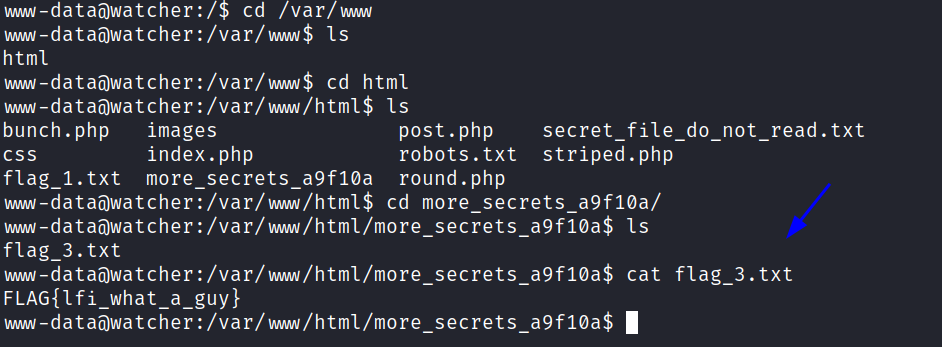 www-data@watcher:/$ cd /var/www
www-data@watcher:/var/www$ ls
html
www-data@watcher:/var/www$ cd html
www-data@watcher:/var/www/html$ ls
bunch.php   images              post.php    secret_file_do_not_read.txt
css         index.php           robots.txt  striped.php
flag_1.txt  more_secrets_a9f10a  round.php
www-data@watcher:/var/www/html$ cd more_secrets_a9f10a/
www-data@watcher:/var/www/html/more_secrets_a9f10a$ ls
flag_3.txt
www-data@watcher:/var/www/html/more_secrets_a9f10a$ cat flag_3.txt
FLAG{lfi_what_a_guy}
www-data@watcher:/var/www/html/more_secrets_a9f10a$